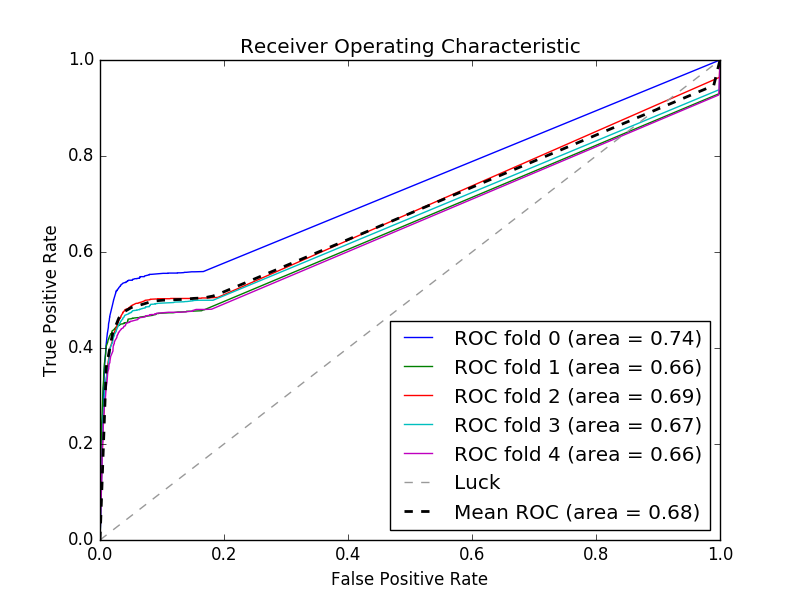 Receiver Operating Characteristic
1.0
0.8
0.6
0.4
0.2
0.0
True Positive Rate
ROC fold 0 (area = 0.74)
ROC fold 1 (area = 0.66)
ROC fold 2 (area = 0.69)
ROC fold 3 (area = 0.67)
ROC fold 4 (area = 0.66)
Luck
Mean ROC (area = 0.68)
0.0 0.2 0.4 0.6 0.8 1.0
False Positive Rate